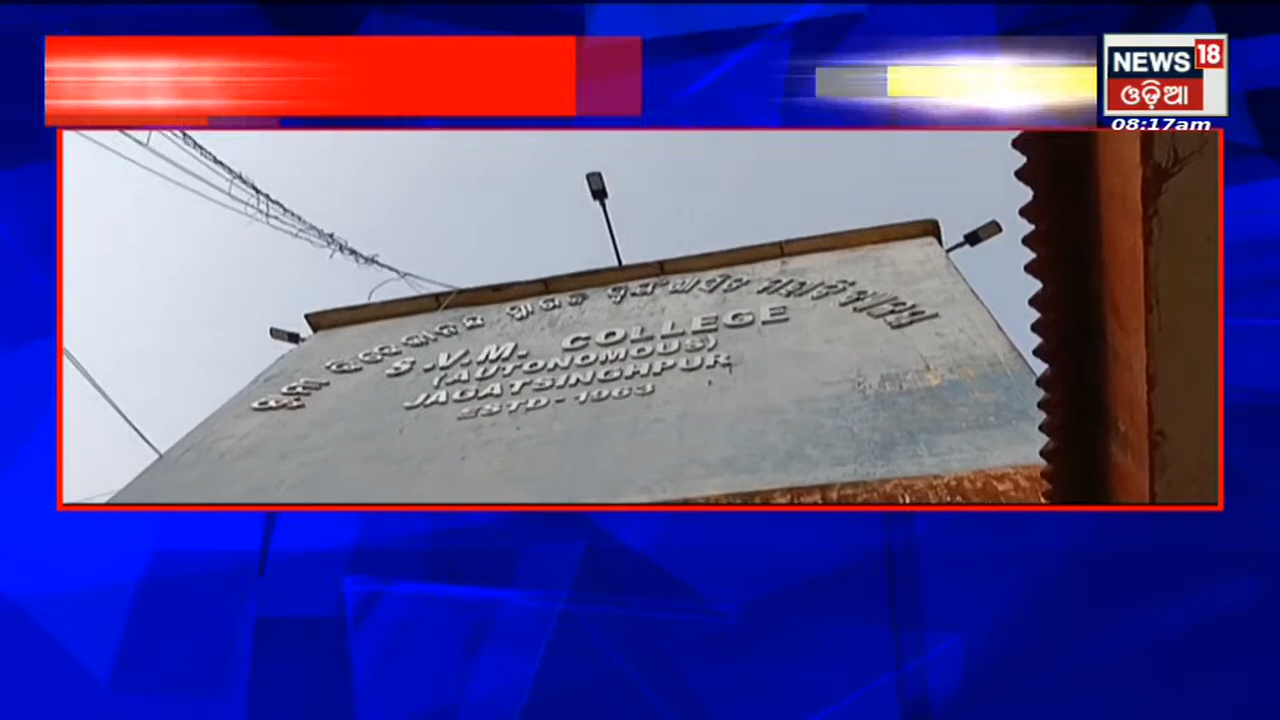 NEWS 18
ଓଡ଼ିଆ
08:17am
S.V.M. COLLEGE
(AUTONOMOUS)
JAGATSINGHPUR
ESTD-1963